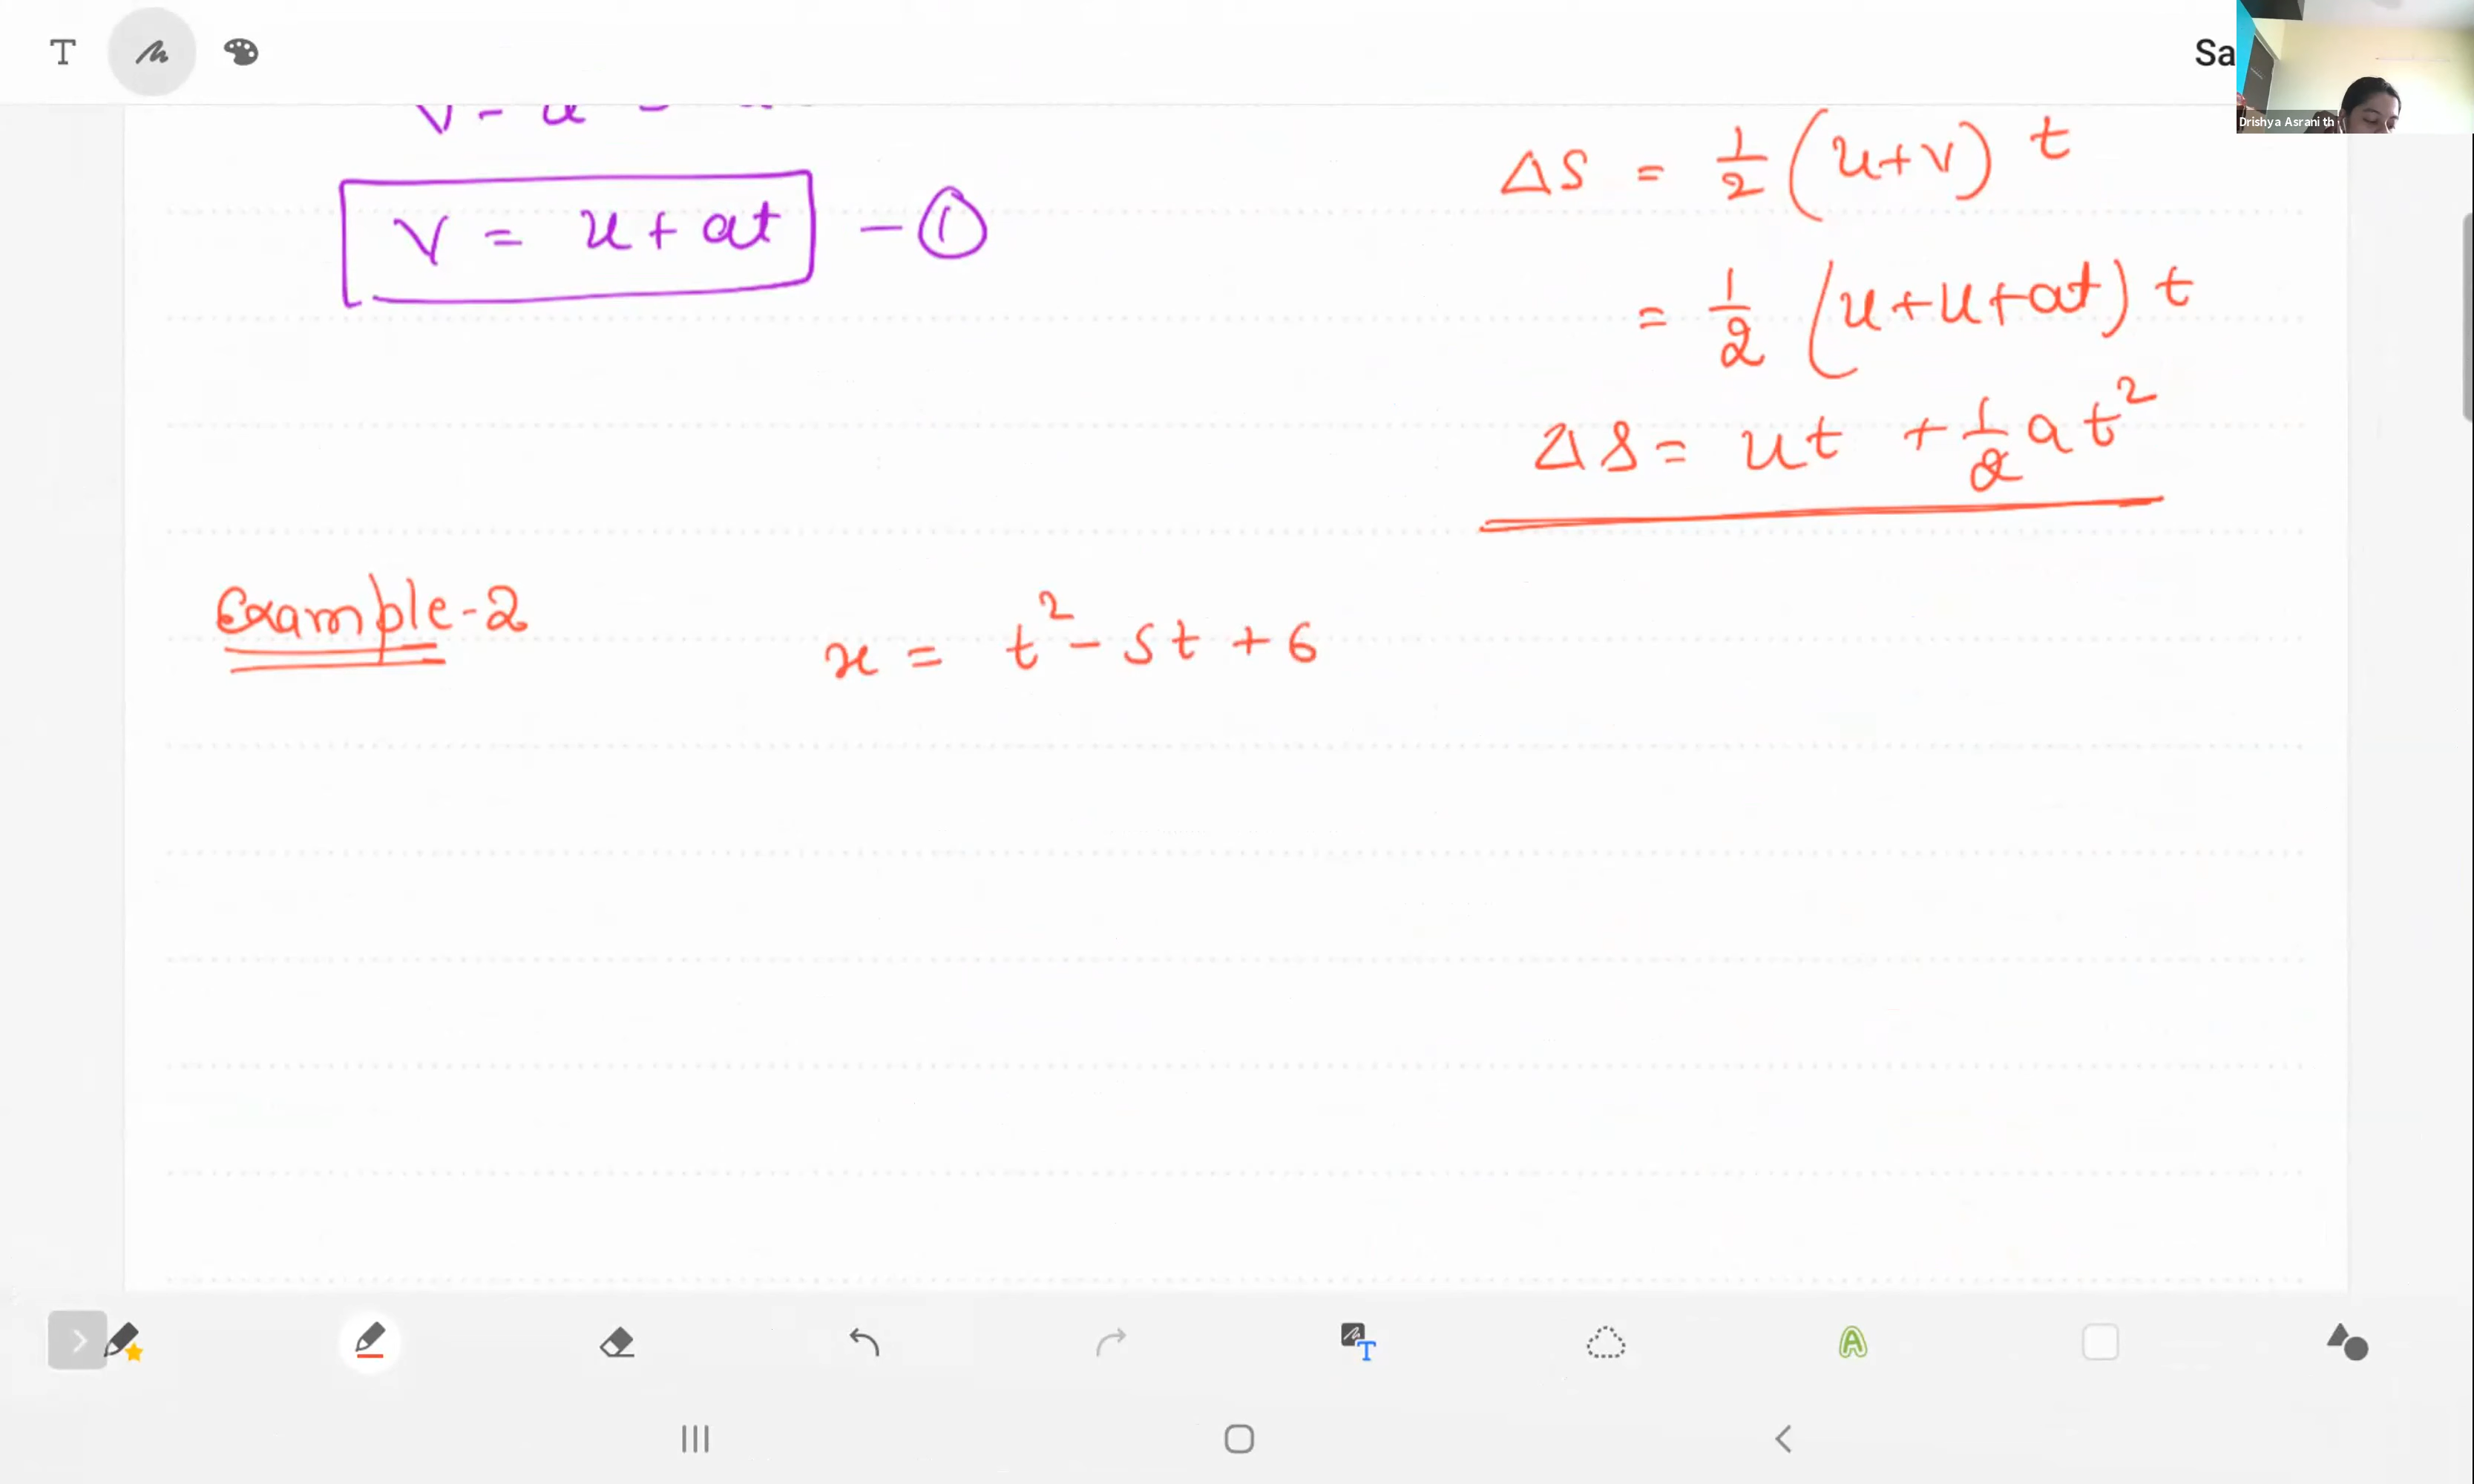 T
Sa
Drishya Asrani th
v - u =
v = u + at - ①
ΔS = 1/2 (u+v) t
= 1/2 (u+u+at) t
ΔS = ut + 1/2 at²
Example-2
x = t² - 5t + 6
T
A